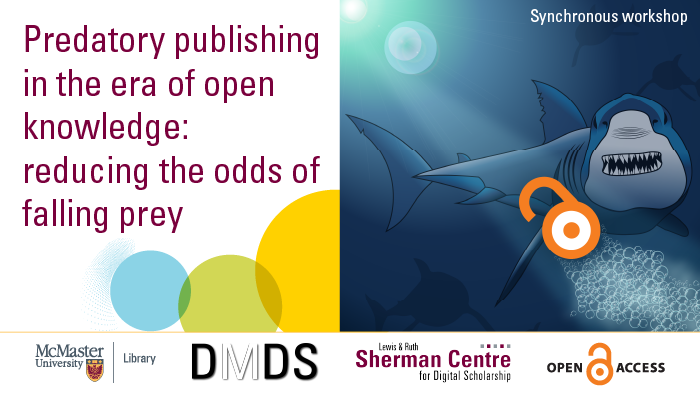 Synchronous workshop
Predatory publishing
in the era of open
knowledge:
reducing the odds of
falling prey
McMaster
University
Library
DMDS
Lewis & Ruth
Sherman Centre
for Digital Scholarship
OPEN ACCESS